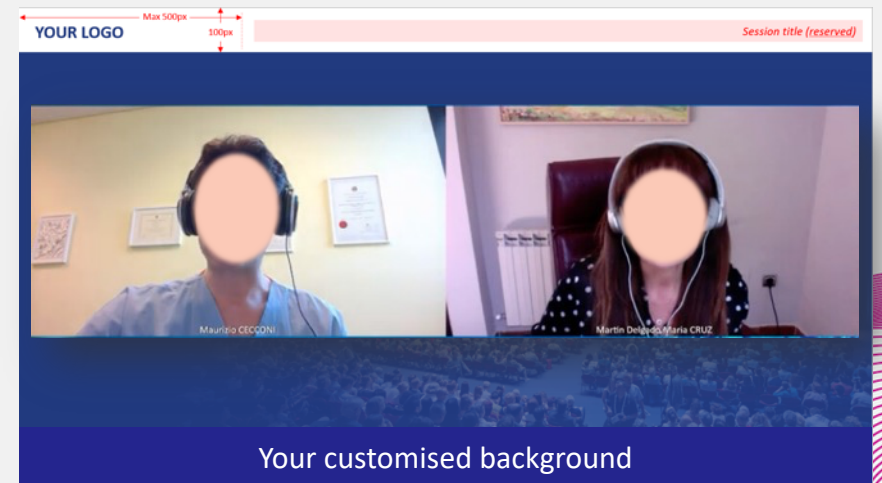 Max 500px
YOUR LOGO
100px
Session title (reserved)
Maurizio CECCONI
Martin Delgado Maria CRUZ
Your customised background